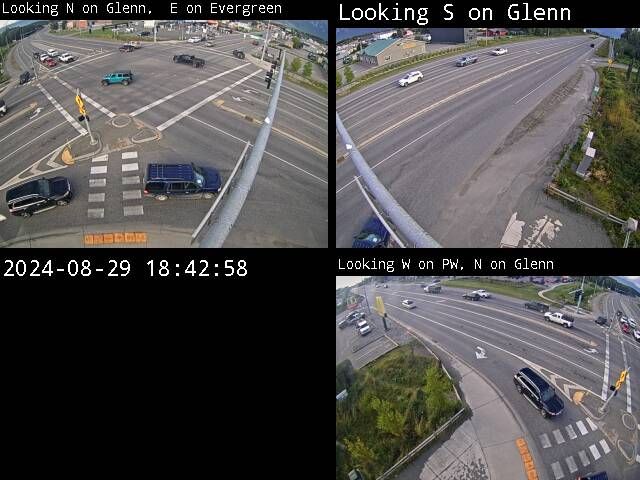 Looking N on Glenn, E on Evergreen
Looking S on Glenn
2024-08-29 18:42:58
Looking W on PW, N on Glenn